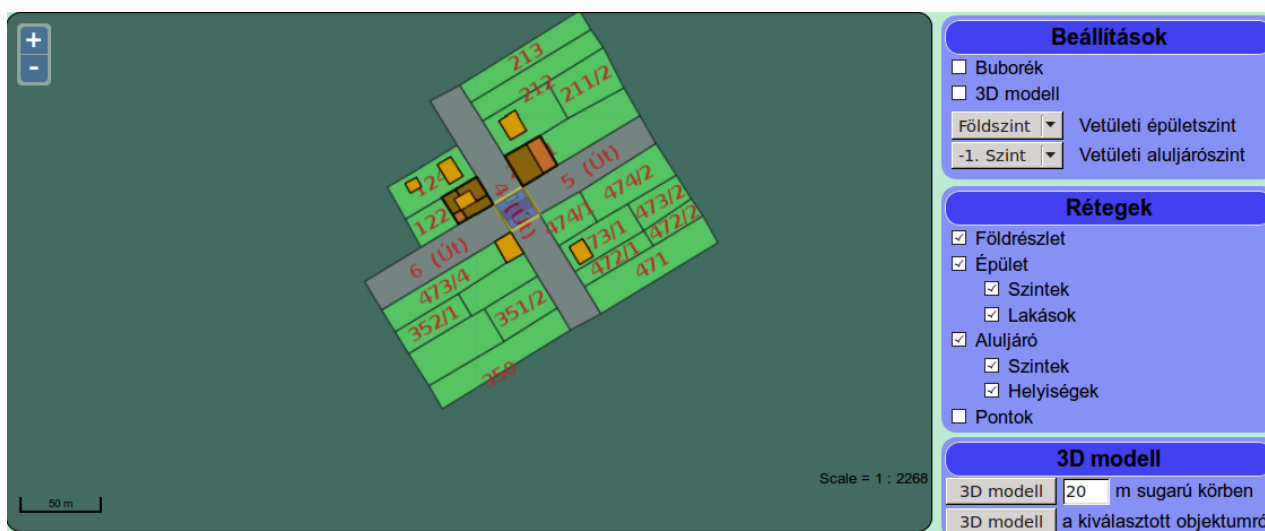 +
-
213
212
211/2
124
122
5 (Út)
4 (Út)
6 (Út)
474/2
474/1
473/2
73/1
472/2
472/1
471
473/4
352/1
351/2
350
50 m
Scale = 1 : 2268
Beállítások
Buborék
3D modell
Földszint Vetületi épületszint
-1. Szint Vetületi aluljárószint
Rétegek
Földrészlet
Épület
Szintek
Lakások
Aluljáró
Szintek
Helyiségek
Pontok
3D modell
3D modell 20 m sugarú körben
3D modell a kiválasztott objektumró